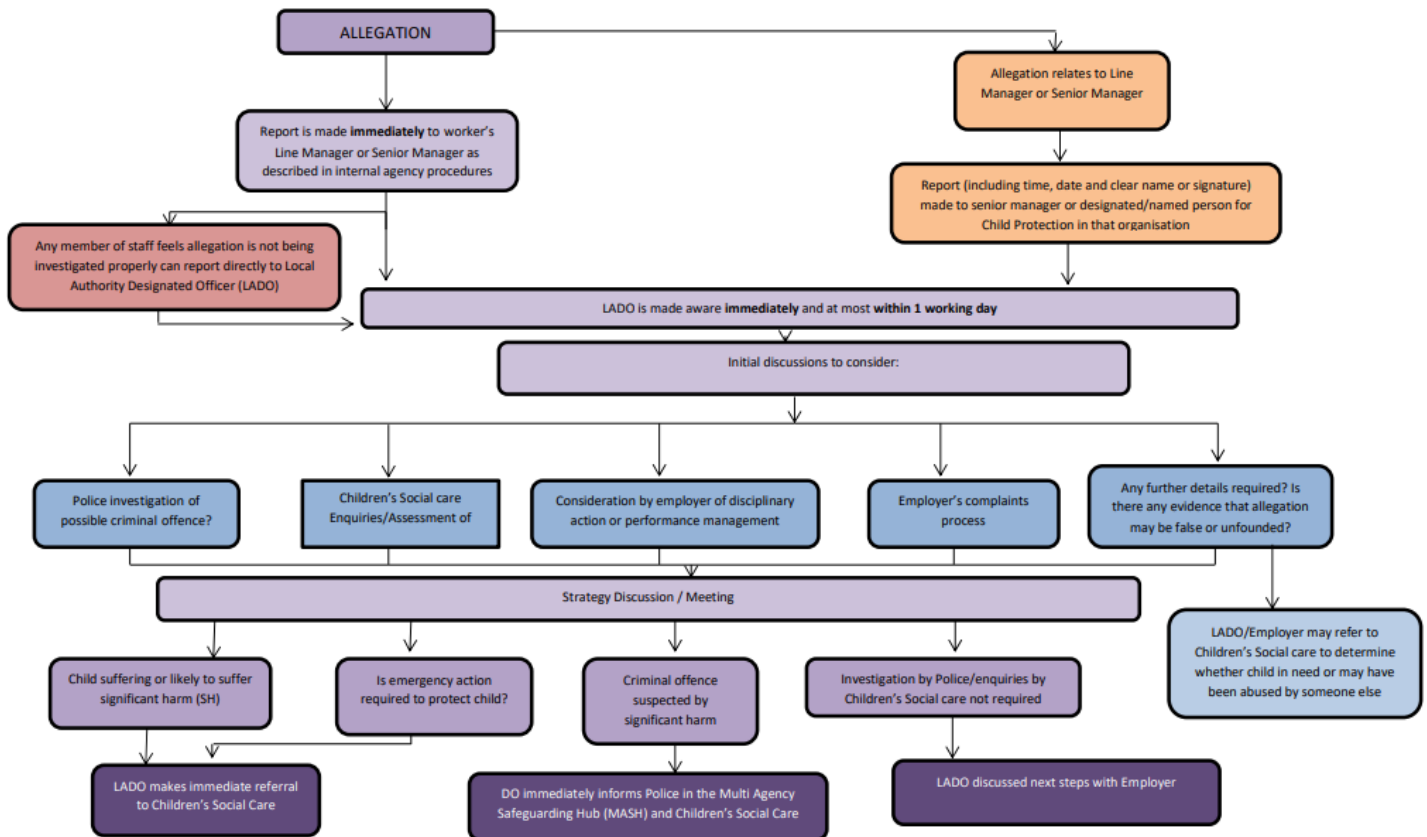 ALLEGATION
Allegation relates to Line
Manager or Senior Manager
Report is made immediately to worker's
Line Manager or Senior Manager as
described in internal agency procedures
Report (including time, date and clear name or signature)
made to senior manager or designated/named person for
Child Protection in that organisation
Any member of staff feels allegation is not being
investigated properly can report directly to Local
Authority Designated Officer (LADO)
LADO is made aware immediately and at most within 1 working day
Initial discussions to consider:
Police investigation of
possible criminal offence?
Children's Social care
Enquiries/Assessment of
Consideration by employer of disciplinary
action or performance management
Employer's complaints
process
Any further details required? Is
there any evidence that allegation
may be false or unfounded?
Strategy Discussion / Meeting
LADO/Employer may refer to
Children's Social care to determine
whether child in need or may have
been abused by someone else
Child suffering or likely to suffer
significant harm (SH)
Is emergency action
required to protect child?
Criminal offence
suspected by
significant harm
Investigation by Police/enquiries by
Children's Social care not required
LADO makes immediate referral
to Children's Social Care
DO immediately informs Police in the Multi Agency
Safeguarding Hub (MASH) and Children's Social Care
LADO discussed next steps with Employer